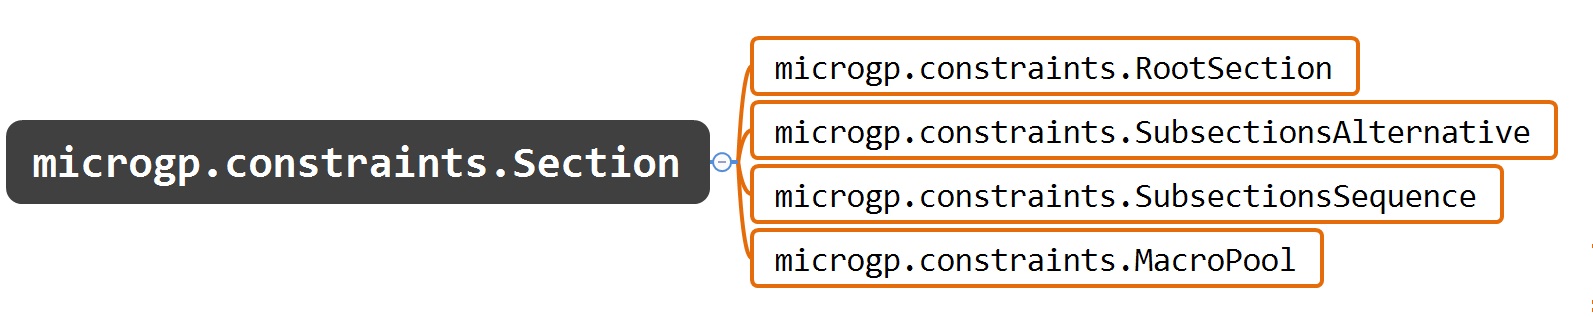 microgp.constraints.Section
microgp.constraints.RootSection
microgp.constraints.SubsectionsAlternative
microgp.constraints.SubsectionsSequence
microgp.constraints.MacroPool